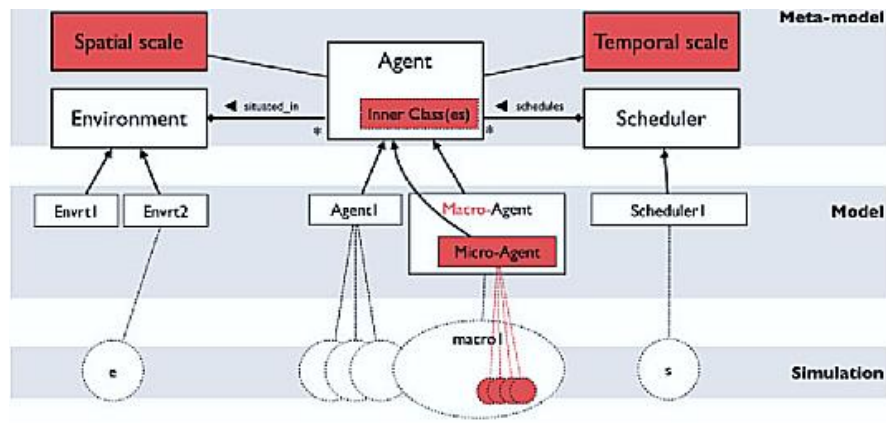 Meta-model
Spatial scale
Temporal scale
Agent
situated_in
schedules
Inner Class(es)
Environment
Scheduler
*
*
Envrt1
Envrt2
Agent1
Macro-Agent
Scheduler1
Model
Micro-Agent
macro1
e
s
Simulation